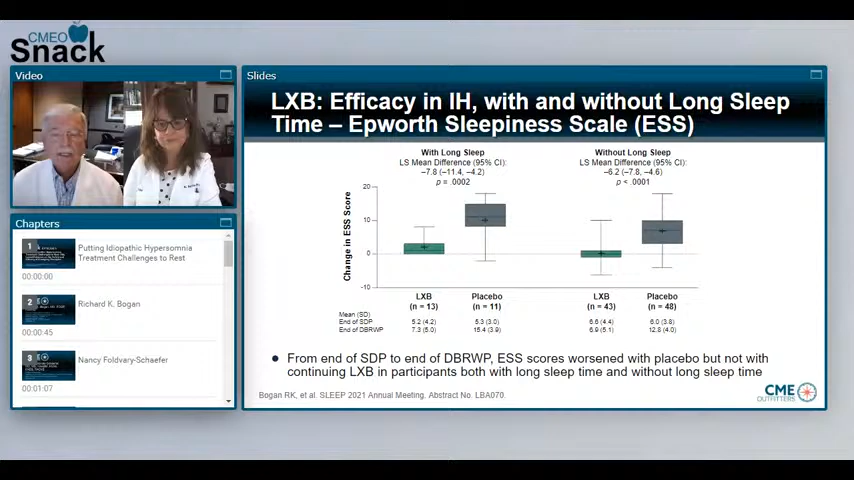 CMEO
Snack
Video
Slides
LXB: Efficacy in IH, with and without Long Sleep
Time – Epworth Sleepiness Scale (ESS)
With Long Sleep
LS Mean Difference (95% CI):
–7.8 (–11.4, –4.2)
p = .0002
Without Long Sleep
LS Mean Difference (95% CI):
–6.2 (–7.8, –4.6)
p < .0001
Change in ESS Score
20
10
0
-10
LXB
(n = 13)
Placebo
(n = 11)
LXB
(n = 43)
Placebo
(n = 48)
Mean (SD)
End of SDP 5.2 (4.2) 5.3 (3.0) 6.6 (4.4) 6.0 (3.8)
End of DBRWP 7.3 (5.0) 15.4 (3.9) 6.9 (5.1) 12.8 (4.0)
• From end of SDP to end of DBRWP, ESS scores worsened with placebo but not with
continuing LXB in participants both with long sleep time and without long sleep time
Bogan RK, et al. SLEEP 2021 Annual Meeting. Abstract No. LBA070.
CME
OUTFITTERS
Chapters
1
Putting Idiopathic Hypersomnia
Treatment Challenges to Rest
00:00:00
2
Richard K. Bogan
00:00:45
3
Nancy Foldvary-Schaefer
00:01:07